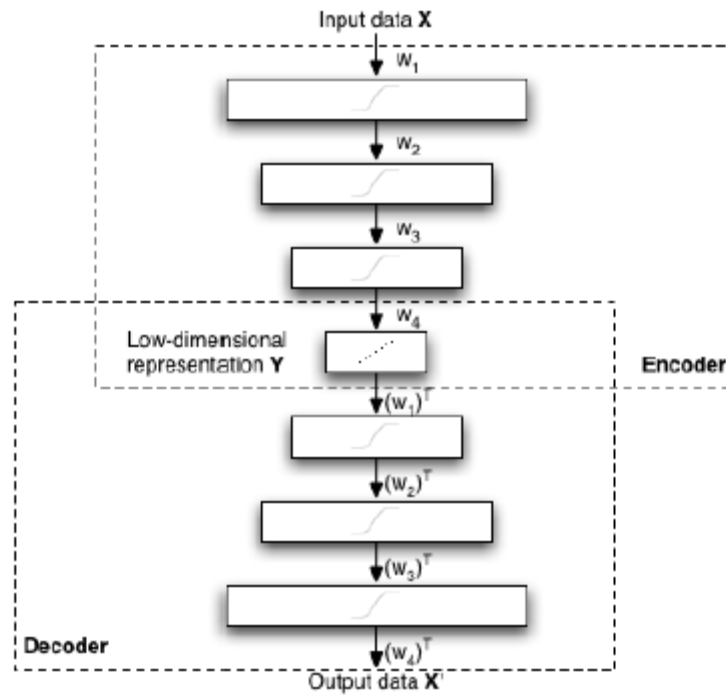 Input data X
w₁
w₂
w₃
w₄
Low-dimensional
representation Y
Encoder
(w₁)ᵀ
(w₂)ᵀ
(w₃)ᵀ
Decoder
(w₄)ᵀ
Output data X'